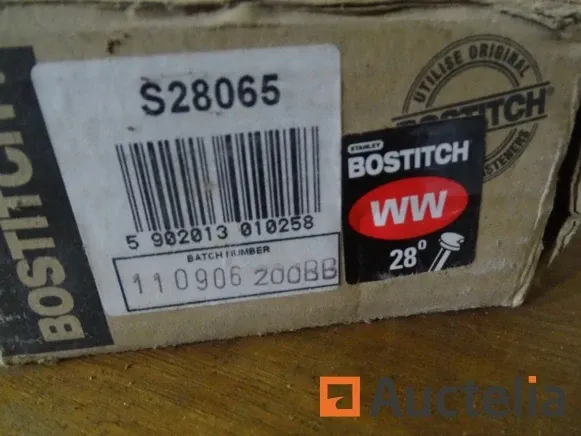 BOSTITCH
S28065
5 902013 010258
BATCH NUMBER
110906 200BB
UTILISE ORIGINAL
BOSTITCH
FASTENERS
STANLEY
BOSTITCH
WW
28°
Auctelia